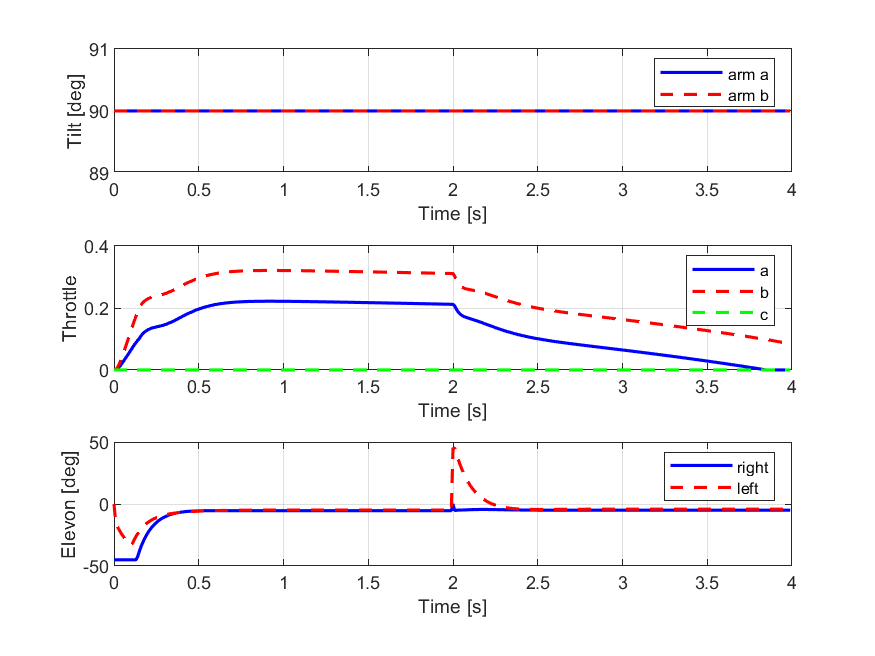 91
90
89
Tilt [deg]
arm a
arm b
0 0.5 1 1.5 2 2.5 3 3.5 4
Time [s]
0.4
0.2
0
Throttle
a
b
c
0 0.5 1 1.5 2 2.5 3 3.5 4
Time [s]
50
0
-50
Elevon [deg]
right
left
0 0.5 1 1.5 2 2.5 3 3.5 4
Time [s]